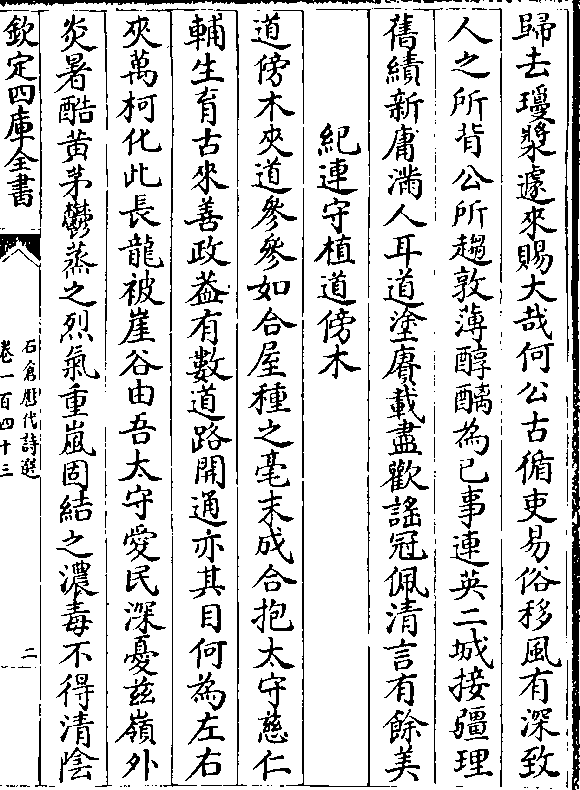 歸去瓊漿遽來賜大哉何公古循吏易俗移風有深致
人之所背公所趨敦薄醇醨為已事連英二城接疆理
舊績新庸滿人耳道塗賡載盡歡謠冠佩清言有餘美
紀連守植道傍木
道傍木夾道參參如合屋種之毫末成合抱太守慈仁
輔生育古來善政葢有數道路開通亦其目何為左右
夾萬柯化此長龍被崖谷由吾太守愛民深憂兹嶺外
炎暑酷黄茅鬱蒸之烈氣重嵐固結之濃毒不得清陰
欽定四庫全書
石倉歴代詩選
卷一百四十三
二